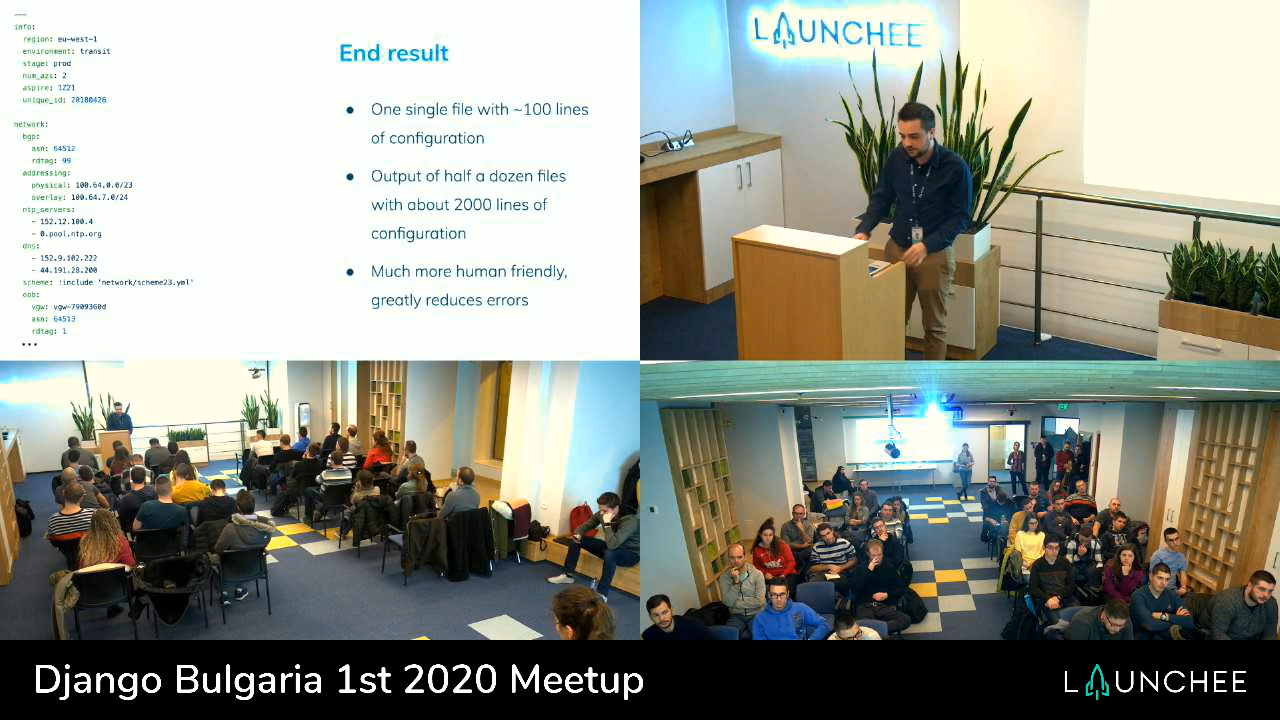 ---
info:
region: eu-west-1
environment: transit
stage: prod
num_azs: 2
aspire: 1221
unique_id: 20180426
network:
bgp:
asn: 64512
rdtag: 99
addressing:
physical: 100.64.0.0/23
overlay: 100.64.7.0/24
ntp_servers:
- 152.12.100.4
- 0.pool.ntp.org
dns:
- 152.9.102.222
- 44.191.28.200
scheme: !include 'network/scheme23.yml'
oob:
vgw: vgw-7909360d
asn: 64513
rdtag: 1
...
End result
● One single file with ~100 lines
of configuration
● Output of half a dozen files
with about 2000 lines of
configuration
● Much more human friendly,
greatly reduces errors
LAUNCHEE
Django Bulgaria 1st 2020 Meetup
LAUNCHEE